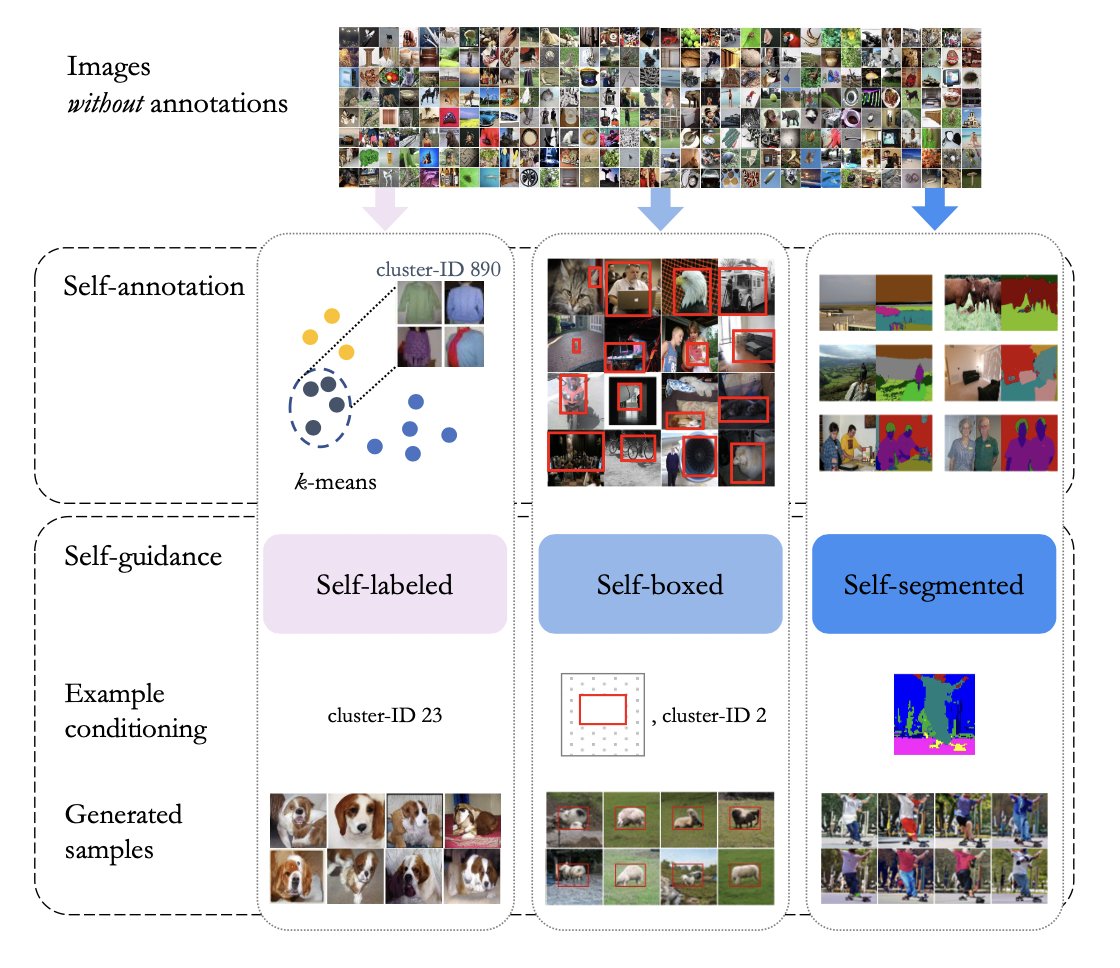 Images
without annotations
Self-annotation
cluster-ID 890
k-means
Self-guidance
Self-labeled
Self-boxed
Self-segmented
Example
conditioning
cluster-ID 23
, cluster-ID 2
Generated
samples